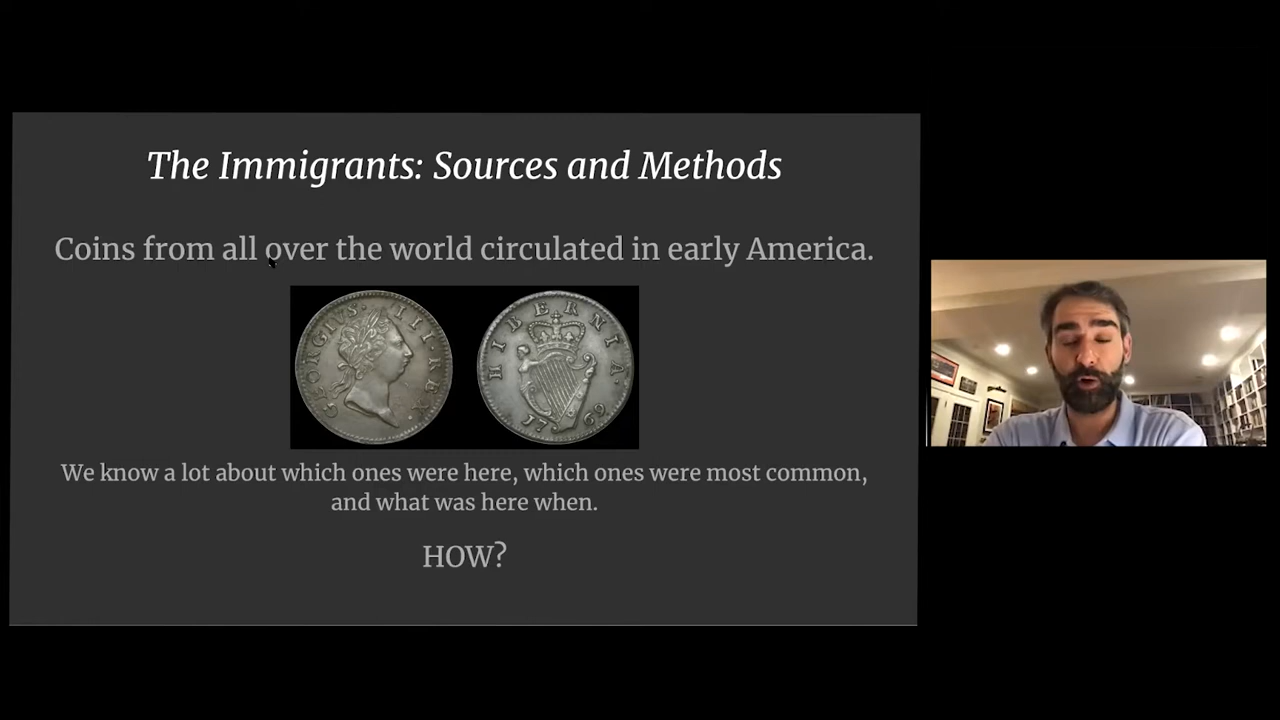 The Immigrants: Sources and Methods
Coins from all over the world circulated in early America.
GEORGIVS·III·REX·
HIBERNIA·
1769
We know a lot about which ones were here, which ones were most common,
and what was here when.
HOW?